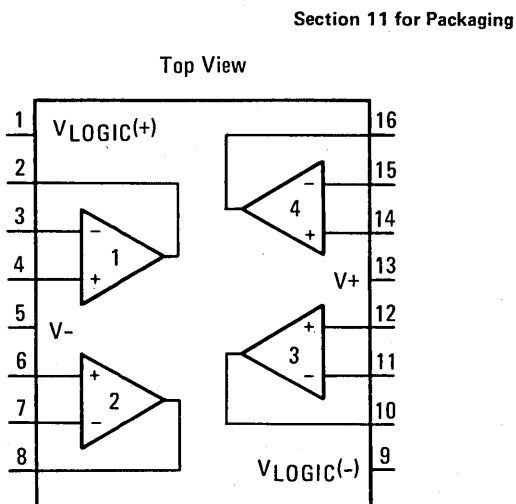 Section 11 for Packaging
Top View
1 VLOGIC(+) 16
2 15
3 - 1 + - 4 + 14
4 V+ 13
5 V- 12
6 + 2 - + 3 - 11
7 10
8 VLOGIC(-) 9